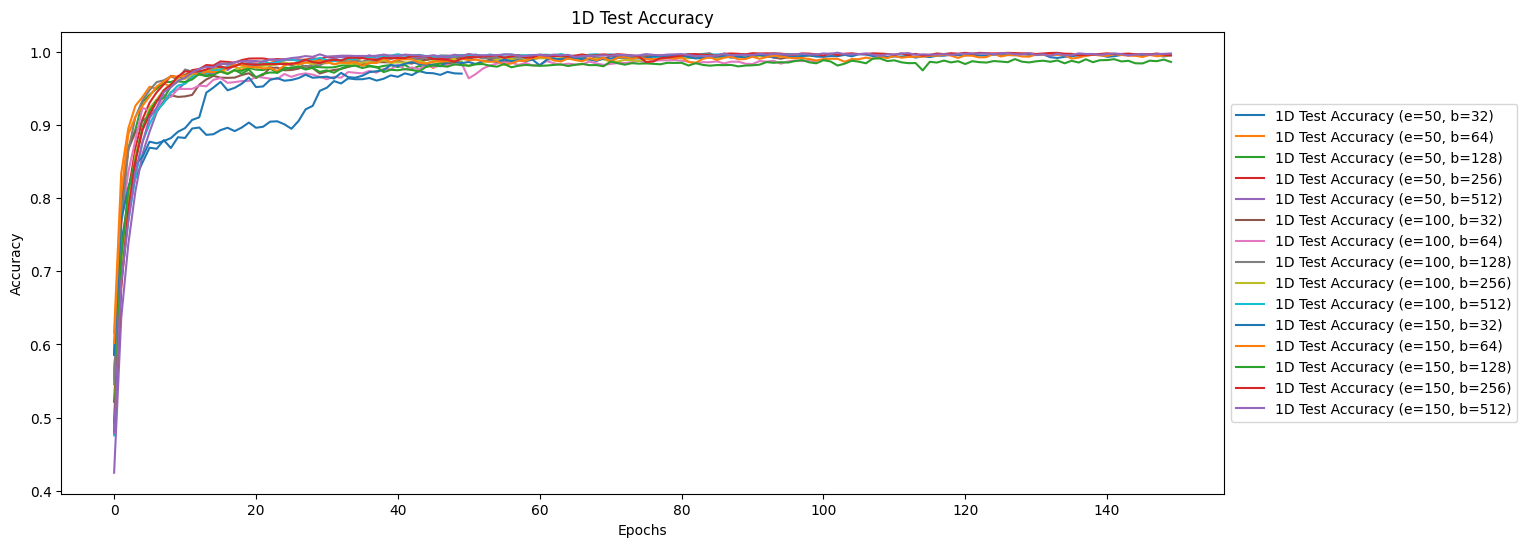 1D Test Accuracy
1.0
0.9
0.8
0.7
0.6
0.5
0.4
Accuracy
0
20
40
60
80
100
120
140
Epochs
1D Test Accuracy (e=50, b=32)
1D Test Accuracy (e=50, b=64)
1D Test Accuracy (e=50, b=128)
1D Test Accuracy (e=50, b=256)
1D Test Accuracy (e=50, b=512)
1D Test Accuracy (e=100, b=32)
1D Test Accuracy (e=100, b=64)
1D Test Accuracy (e=100, b=128)
1D Test Accuracy (e=100, b=256)
1D Test Accuracy (e=100, b=512)
1D Test Accuracy (e=150, b=32)
1D Test Accuracy (e=150, b=64)
1D Test Accuracy (e=150, b=128)
1D Test Accuracy (e=150, b=256)
1D Test Accuracy (e=150, b=512)